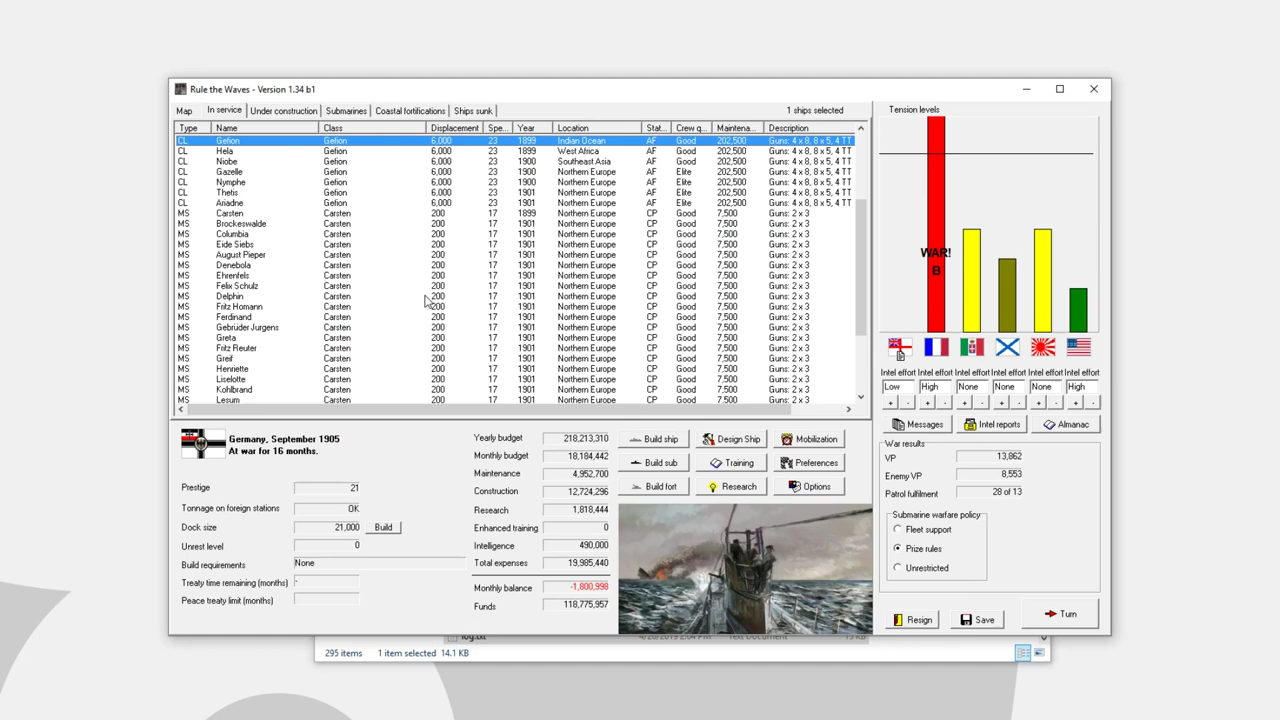 Rule the Waves - Version 1.34 b1
Map In service Under construction Submarines Coastal fortifications Ships sunk 1 ships selected
Type Name Class Displacement Spe... Year Location Stat... Crew q... Maintena... Description
CL Gefion Gefion 6,000 23 1899 Indian Ocean AF Good 202,500 Guns: 4 x 8, 8 x 5, 4 TT
CL Hela Gefion 6,000 23 1899 West Africa AF Good 202,500 Guns: 4 x 8, 8 x 5, 4 TT
CL Niobe Gefion 6,000 23 1900 Southeast Asia AF Good 202,500 Guns: 4 x 8, 8 x 5, 4 TT
CL Gazelle Gefion 6,000 23 1900 Northern Europe AF Elite 202,500 Guns: 4 x 8, 8 x 5, 4 TT
CL Nymphe Gefion 6,000 23 1900 Northern Europe AF Elite 202,500 Guns: 4 x 8, 8 x 5, 4 TT
CL Thetis Gefion 6,000 23 1901 Northern Europe AF Elite 202,500 Guns: 4 x 8, 8 x 5, 4 TT
CL Ariadne Gefion 6,000 23 1901 Northern Europe AF Elite 202,500 Guns: 4 x 8, 8 x 5, 4 TT
MS Carsten Carsten 200 17 1899 Northern Europe CP Good 7,500 Guns: 2 x 3
MS Brockeswalde Carsten 200 17 1901 Northern Europe CP Good 7,500 Guns: 2 x 3
MS Columbia Carsten 200 17 1901 Northern Europe CP Good 7,500 Guns: 2 x 3
MS Eide Siebs Carsten 200 17 1901 Northern Europe CP Good 7,500 Guns: 2 x 3
MS August Pieper Carsten 200 17 1901 Northern Europe CP Good 7,500 Guns: 2 x 3
MS Denebola Carsten 200 17 1901 Northern Europe CP Good 7,500 Guns: 2 x 3
MS Ehrenfels Carsten 200 17 1901 Northern Europe CP Good 7,500 Guns: 2 x 3
MS Felix Schulz Carsten 200 17 1901 Northern Europe CP Good 7,500 Guns: 2 x 3
MS Delphin Carsten 200 17 1901 Northern Europe CP Good 7,500 Guns: 2 x 3
MS Fritz Homann Carsten 200 17 1901 Northern Europe CP Good 7,500 Guns: 2 x 3
MS Ferdinand Carsten 200 17 1901 Northern Europe CP Good 7,500 Guns: 2 x 3
MS Gebrüder Jurgens Carsten 200 17 1901 Northern Europe CP Good 7,500 Guns: 2 x 3
MS Greta Carsten 200 17 1901 Northern Europe CP Good 7,500 Guns: 2 x 3
MS Fritz Reuter Carsten 200 17 1901 Northern Europe CP Good 7,500 Guns: 2 x 3
MS Greif Carsten 200 17 1901 Northern Europe CP Good 7,500 Guns: 2 x 3
MS Henriette Carsten 200 17 1901 Northern Europe CP Good 7,500 Guns: 2 x 3
MS Liselotte Carsten 200 17 1901 Northern Europe CP Good 7,500 Guns: 2 x 3
MS Kohlbrand Carsten 200 17 1901 Northern Europe CP Good 7,500 Guns: 2 x 3
MS Lesum Carsten 200 17 1901 Northern Europe CP Good 7,500 Guns: 2 x 3
Tension levels
WAR!
B
Intel effort Intel effort Intel effort Intel effort Intel effort Intel effort
Low High None None None High
+ - + - + - + - + - + -
Messages Intel reports Almanac
Germany, September 1905
At war for 16 months.
Prestige 21
Tonnage on foreign stations OK
Dock size 21,000 Build
Unrest level 0
Build requirements None
Treaty time remaining (months) -
Peace treaty limit (months)
Yearly budget 218,213,310
Monthly budget 18,184,442
Maintenance 4,952,700
Construction 12,724,296
Research 1,818,444
Enhanced training 0
Intelligence 490,000
Total expenses 19,985,440
Monthly balance -1,800,998
Funds 118,775,957
Build ship Design Ship Mobilization
Build sub Training Preferences
Build fort Research Options
War results
VP 13,862
Enemy VP 8,553
Patrol fulfilment 28 of 13
Submarine warfare policy
Fleet support
Prize rules
Unrestricted
Resign Save Turn
295 items 1 item selected 14.1 KB